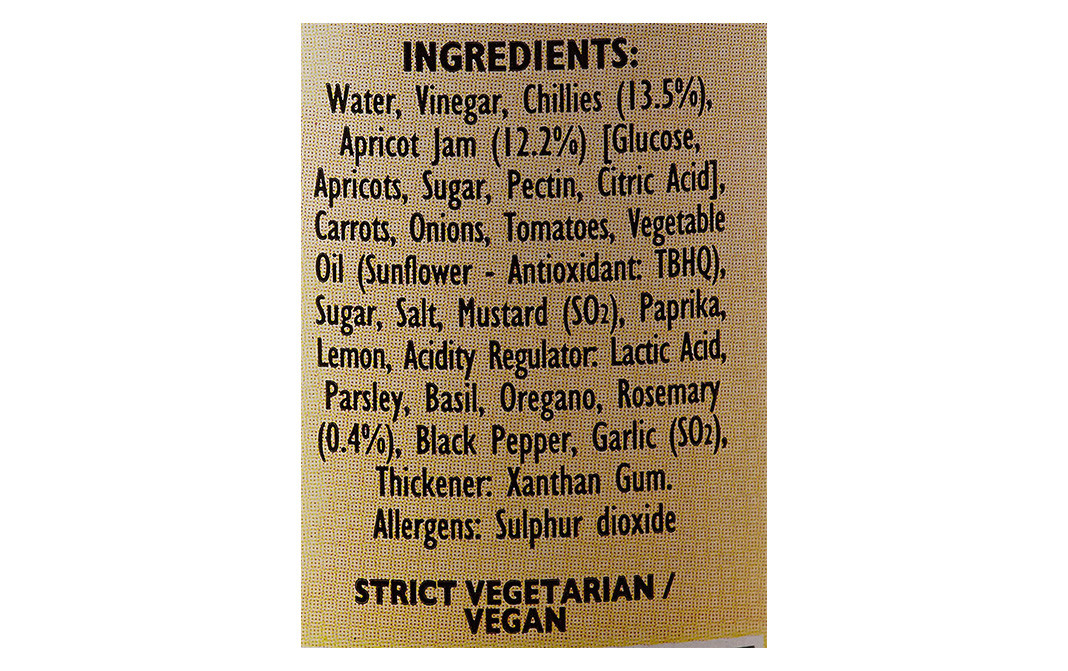 INGREDIENTS:
Water, Vinegar, Chillies (13.5%),
Apricot Jam (12.2%) [Glucose,
Apricots, Sugar, Pectin, Citric Acid],
Carrots, Onions, Tomatoes, Vegetable
Oil (Sunflower - Antioxidant: TBHQ),
Sugar, Salt, Mustard (SO2), Paprika,
Lemon, Acidity Regulator: Lactic Acid,
Parsley, Basil, Oregano, Rosemary
(0.4%), Black Pepper, Garlic (SO2),
Thickener: Xanthan Gum.
Allergens: Sulphur dioxide
STRICT VEGETARIAN /
VEGAN